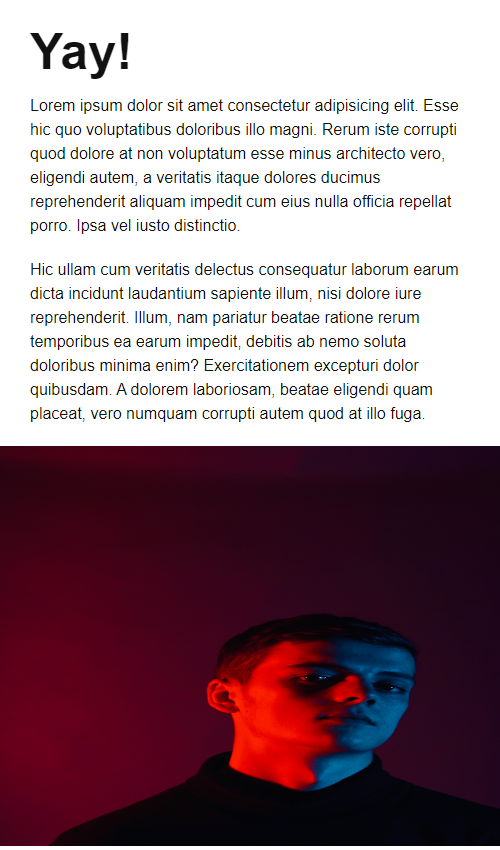 Yay!
Lorem ipsum dolor sit amet consectetur adipisicing elit. Esse
hic quo voluptatibus doloribus illo magni. Rerum iste corrupti
quod dolore at non voluptatum esse minus architecto vero,
eligendi autem, a veritatis itaque dolores ducimus
reprehenderit aliquam impedit cum eius nulla officia repellat
porro. Ipsa vel iusto distinctio.
Hic ullam cum veritatis delectus consequatur laborum earum
dicta incidunt laudantium sapiente illum, nisi dolore iure
reprehenderit. Illum, nam pariatur beatae ratione rerum
temporibus ea earum impedit, debitis ab nemo soluta
doloribus minima enim? Exercitationem excepturi dolor
quibusdam. A dolorem laboriosam, beatae eligendi quam
placeat, vero numquam corrupti autem quod at illo fuga.